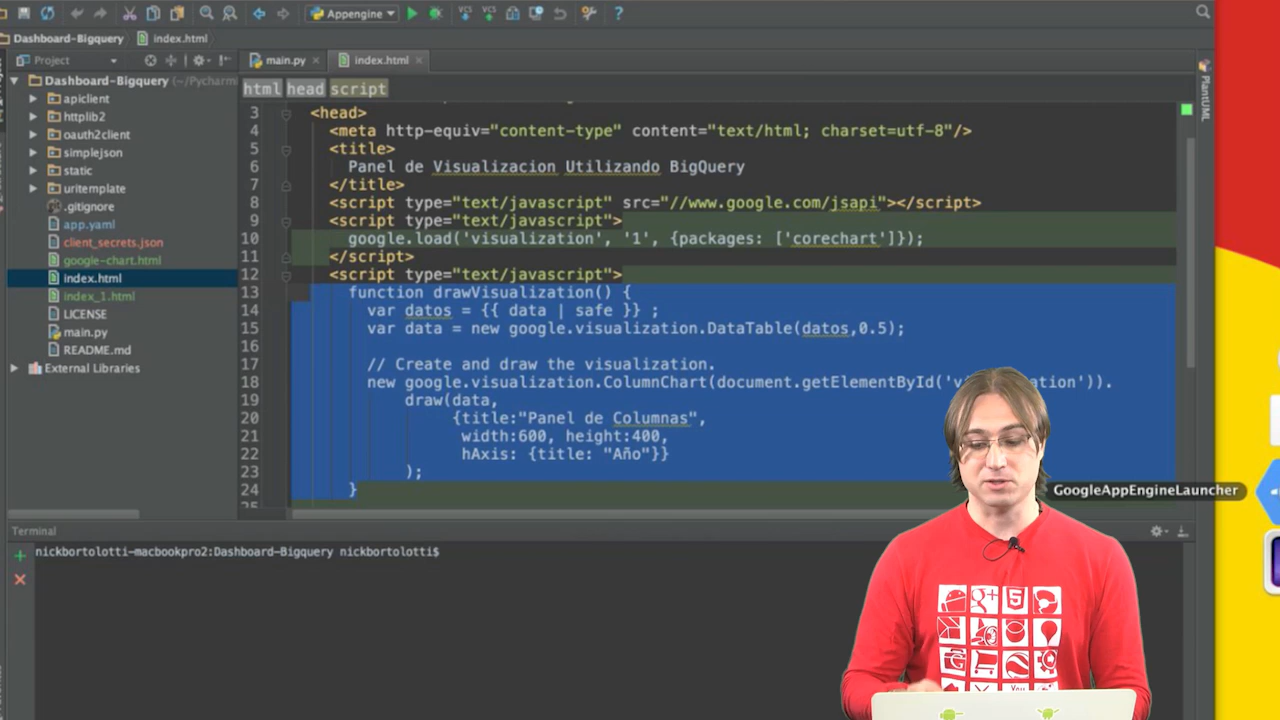 Appengine
Dashboard-Bigquery
index.html
Project
main.py
index.html
Dashboard-Bigquery (~/Pycharm
html head script
apiclient
httplib2
oauth2client
simplejson
static
uritemplate
.gitignore
app.yaml
client_secrets.json
google-chart.html
index.html
index_1.html
LICENSE
main.py
README.md
External Libraries
3 <head>
4 <meta http-equiv="content-type" content="text/html; charset=utf-8"/>
5 <title>
6 Panel de Visualizacion Utilizando BigQuery
7 </title>
8 <script type="text/javascript" src="//www.google.com/jsapi"></script>
9 <script type="text/javascript">
10 google.load('visualization', '1', {packages: ['corechart']});
11 </script>
12 <script type="text/javascript">
13 function drawVisualization() {
14 var datos = {{ data | safe }} ;
15 var data = new google.visualization.DataTable(datos,0.5);
16
17 // Create and draw the visualization.
18 new google.visualization.ColumnChart(document.getElementById('vi ation')).
19 draw(data,
20 {title:"Panel de Columnas",
21 width:600, height:400,
22 hAxis: {title: "Año"}}
23 );
24 }
25
PlantUML
GoogleAppEngineLauncher
Terminal
nickbortolotti-macbookpro2:Dashboard-Bigquery nickbortolotti$